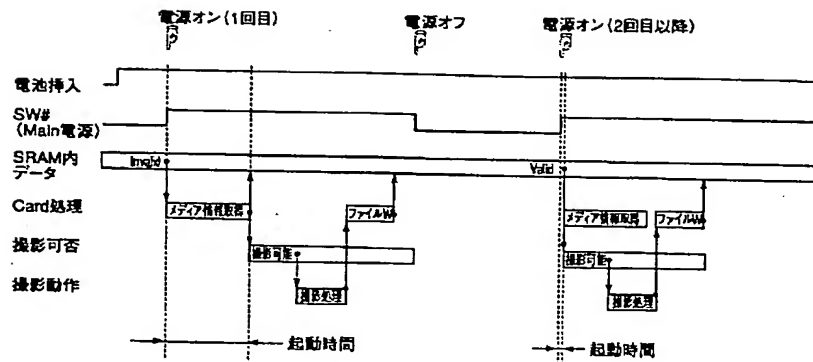 電源オン(1回目)
電源オフ
電源オン(2回目以降)
電池挿入
SW#
(Main電源)
SRAM内
データ
Invalid
Valid
Card処理
メディア情報取得
ファイルW
メディア情報取得
ファイルW
撮影可否
撮影可能
撮影可能
撮影動作
撮影処理
撮影処理
起動時間
起動時間